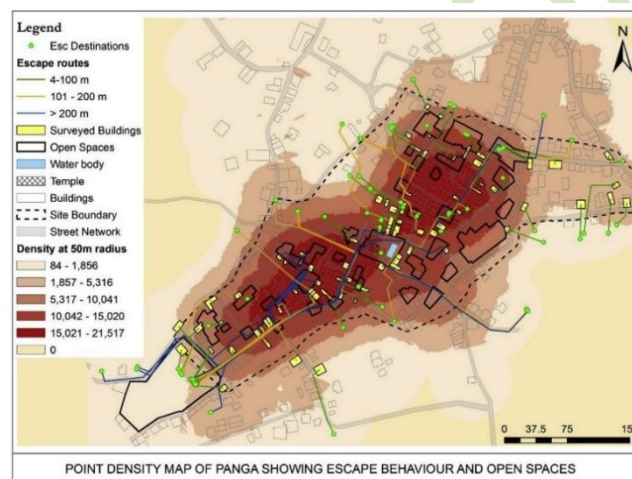 Legend
Esc Destinations
Escape routes
4-100 m
101 - 200 m
> 200 m
Surveyed Buildings
Open Spaces
Water body
Temple
Buildings
Site Boundary
Street Network
Density at 50m radius
84 - 1,856
1,857 - 5,316
5,317 - 10,041
10,042 - 15,020
15,021 - 21,517
0
N
0 37.5 75 15
POINT DENSITY MAP OF PANGA SHOWING ESCAPE BEHAVIOUR AND OPEN SPACES